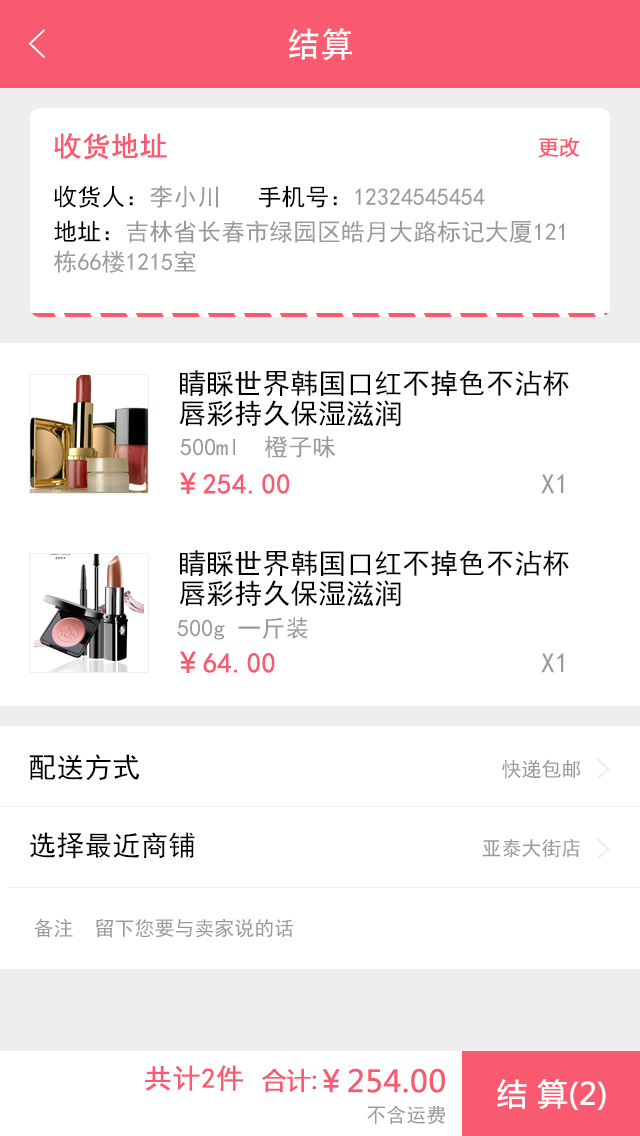 结算
收货地址 更改
收货人：李小川 手机号：12324545454
地址：吉林省长春市绿园区皓月大路标记大厦121
栋66楼1215室
睛睬世界韩国口红不掉色不沾杯
唇彩持久保湿滋润
500ml 橙子味
¥254.00 X1
睛睬世界韩国口红不掉色不沾杯
唇彩持久保湿滋润
500g 一斤装
¥64.00 X1
配送方式 快递包邮
选择最近商铺 亚泰大街店
备注 留下您要与卖家说的话
共计2件 合计:¥254.00
不含运费
结 算(2)